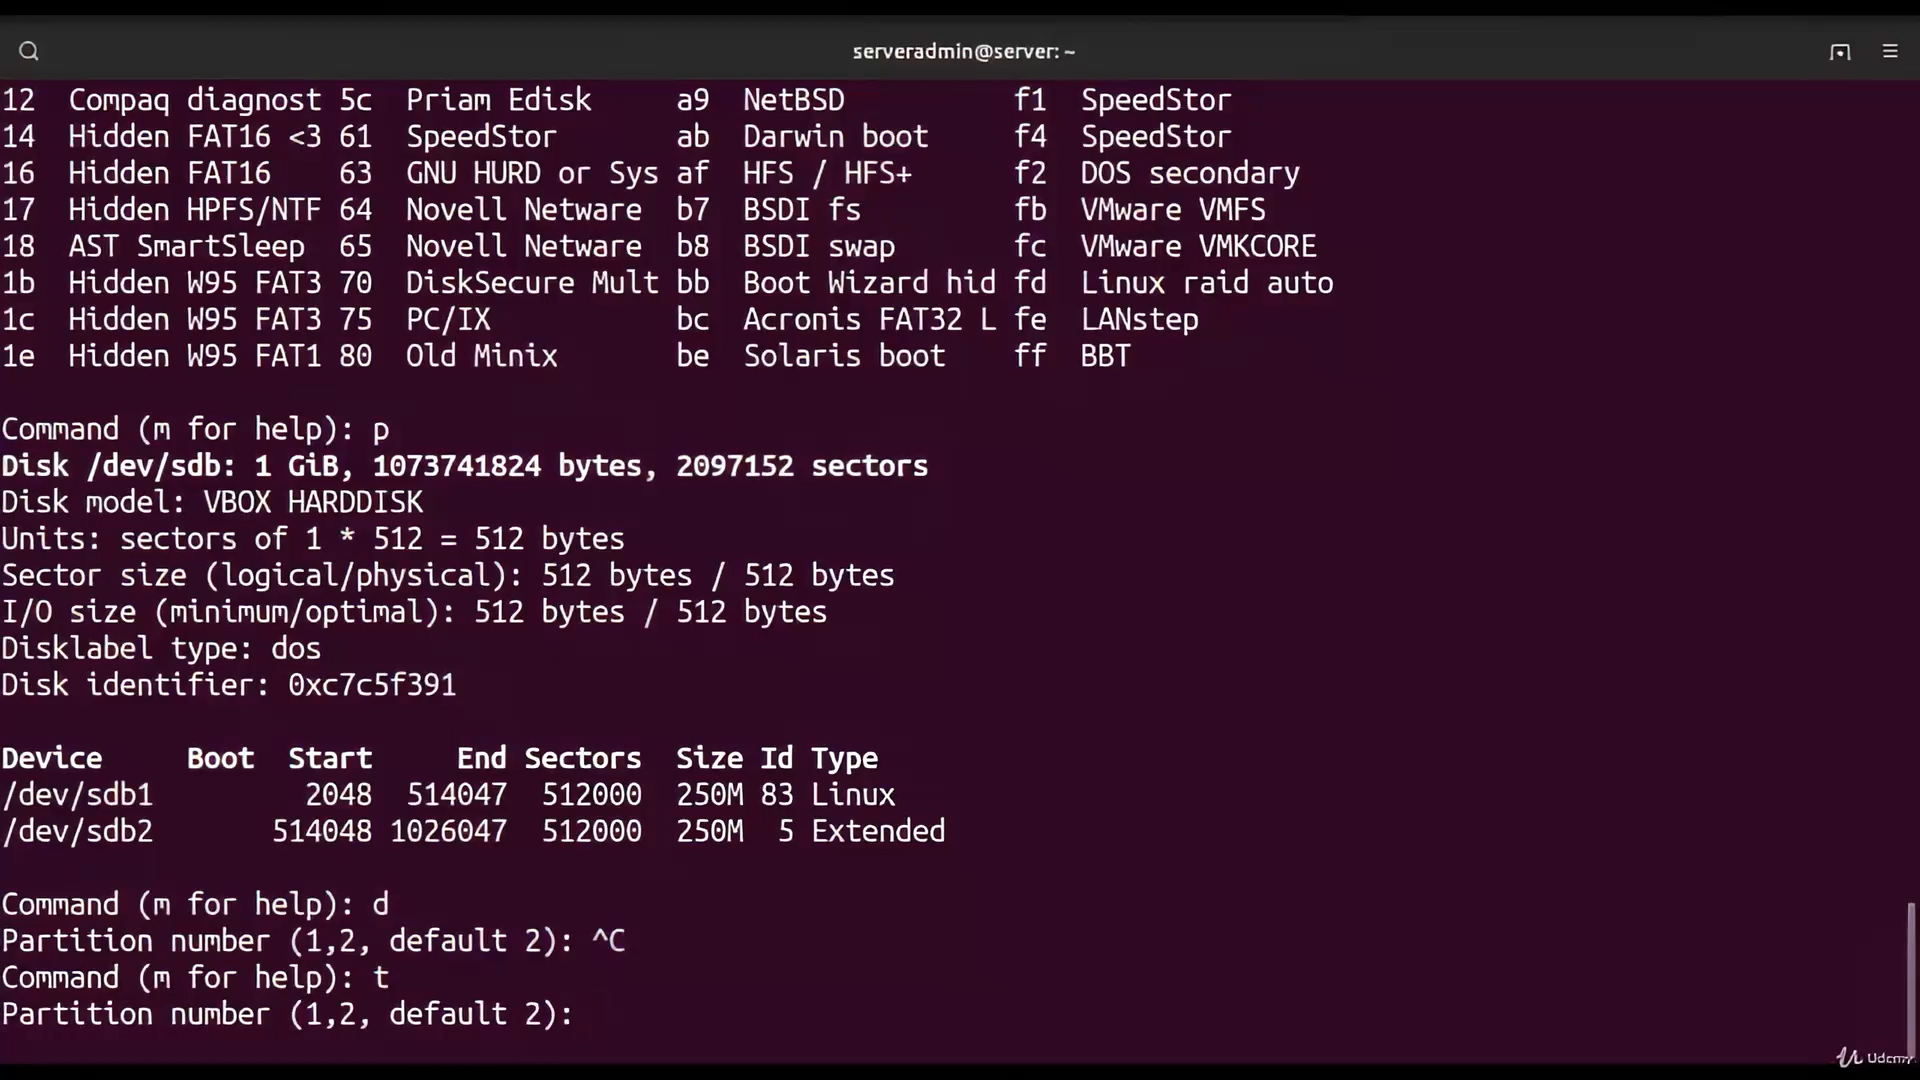 serveradmin@server: ~
12  Compaq diagnost 5c  Priam Edisk     a9  NetBSD          f1  SpeedStor
14  Hidden FAT16 <3 61  SpeedStor       ab  Darwin boot     f4  SpeedStor
16  Hidden FAT16    63  GNU HURD or Sys af  HFS / HFS+      f2  DOS secondary
17  Hidden HPFS/NTF 64  Novell Netware  b7  BSDI fs         fb  VMware VMFS
18  AST SmartSleep  65  Novell Netware  b8  BSDI swap       fc  VMware VMKCORE
1b  Hidden W95 FAT3 70  DiskSecure Mult bb  Boot Wizard hid fd  Linux raid auto
1c  Hidden W95 FAT3 75  PC/IX           bc  Acronis FAT32 L fe  LANstep
1e  Hidden W95 FAT1 80  Old Minix       be  Solaris boot    ff  BBT
Command (m for help): p
Disk /dev/sdb: 1 GiB, 1073741824 bytes, 2097152 sectors
Disk model: VBOX HARDDISK
Units: sectors of 1 * 512 = 512 bytes
Sector size (logical/physical): 512 bytes / 512 bytes
I/O size (minimum/optimal): 512 bytes / 512 bytes
Disklabel type: dos
Disk identifier: 0xc7c5f391
Device     Boot  Start     End Sectors  Size Id Type
/dev/sdb1         2048  514047  512000  250M 83 Linux
/dev/sdb2       514048 1026047  512000  250M  5 Extended
Command (m for help): d
Partition number (1,2, default 2): ^C
Command (m for help): t
Partition number (1,2, default 2):
Udemy